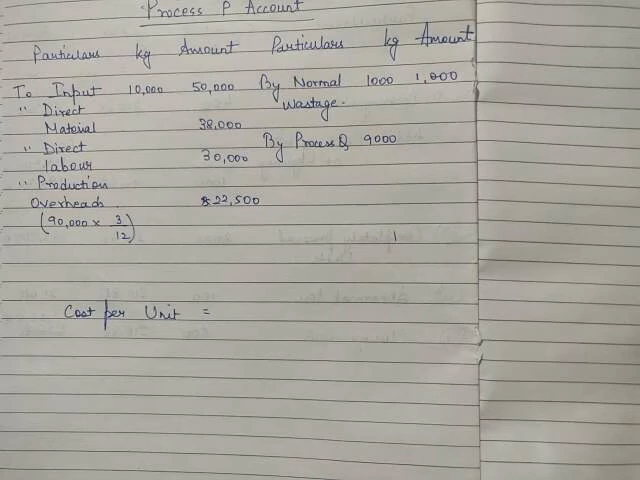 Process P Account
Particulars kg Amount Particulars kg Amount
To Input 10,000 50,000 By Normal 1000 1,000
" Direct Wastage.
Material 38,000
" Direct By Process Q 9000
labour 30,000
" Production
Overheads 22,500
(90,000 × 3/12)
Cost per Unit =